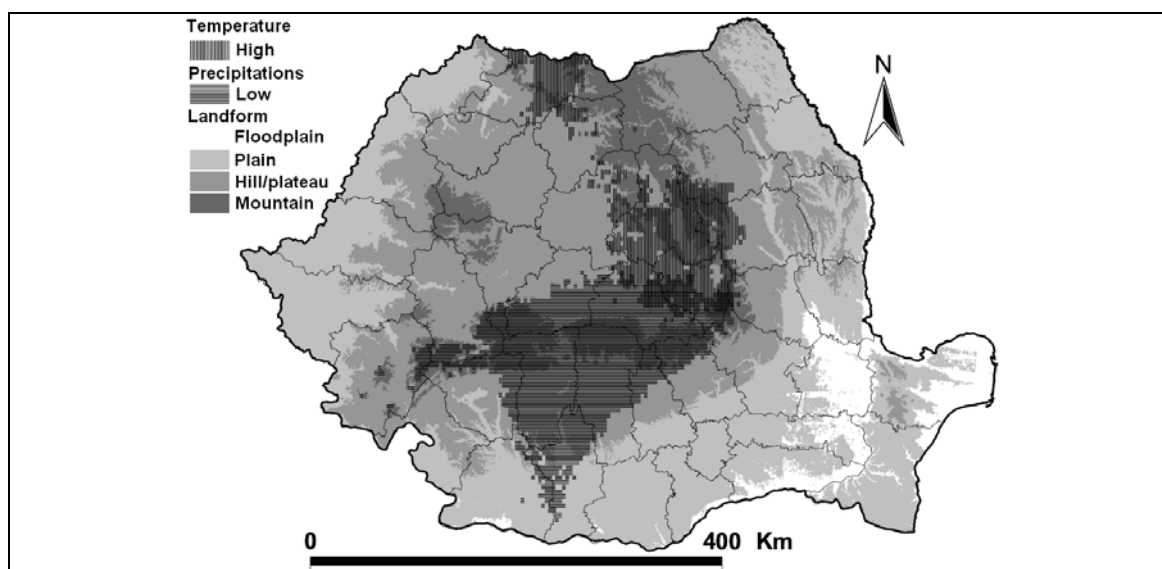 Temperature
High
Precipitations
Low
Landform
Floodplain
Plain
Hill/plateau
Mountain
N
0 400 Km